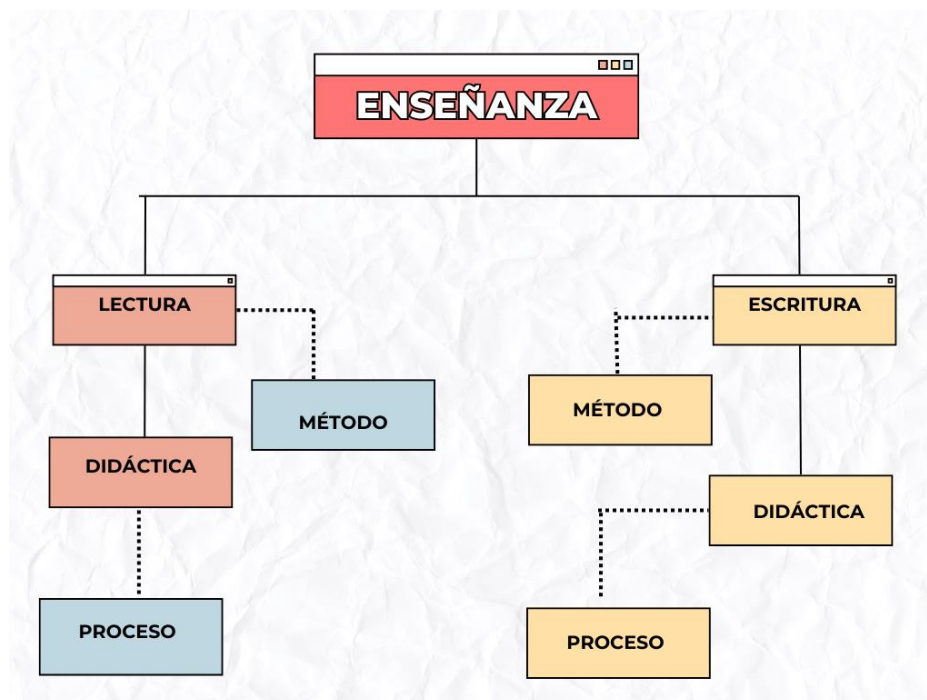 ENSEÑANZA
LECTURA
ESCRITURA
MÉTODO
MÉTODO
DIDÁCTICA
DIDÁCTICA
PROCESO
PROCESO